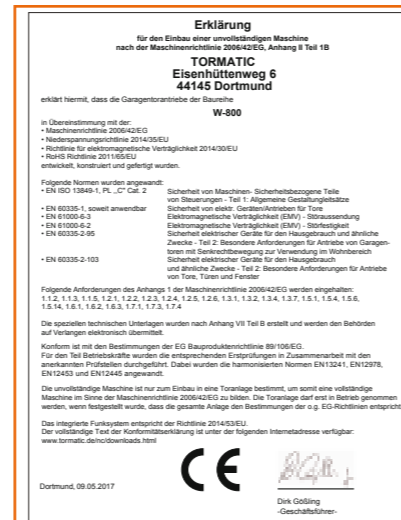 Erklärung
für den Einbau einer unvollständigen Maschine
nach der Maschinenrichtlinie 2006/42/EG, Anhang II Teil 1B
TORMATIC
Eisenhüttenweg 6
44145 Dortmund
erklärt hiermit, dass die Garagentorantriebe der Baureihe
W-800
in Übereinstimmung mit der:
• Maschinenrichtlinie 2006/42/EG
• Niederspannungsrichtlinie 2014/35/EU
• Richtlinie für elektromagnetische Verträglichkeit 2014/30/EU
• RoHS Richtlinie 2011/65/EU
entwickelt, konstruiert und gefertigt wurden.
Folgende Normen wurden angewandt:
• EN ISO 13849-1, PL „C“ Cat. 2 Sicherheit von Maschinen- Sicherheitsbezogene Teile
von Steuerungen - Teil 1: Allgemeine Gestaltungleitsätze
• EN 60335-1, soweit anwendbar Sicherheit von elektr. Geräten/Antrieben für Tore
• EN 61000-6-3 Elektromagnetische Verträglichkeit (EMV) - Störaussendung
• EN 61000-6-2 Elektromagnetische Verträglichkeit (EMV) - Störfestigkeit
• EN 60335-2-95 Sicherheit elektrischer Geräte für den Hausgebrauch und ähnliche
Zwecke - Teil 2: Besondere Anforderungen für Antriebe von Garagen-
toren mit Senkrechtbewegung zur Verwendung im Wohnbereich
• EN 60335-2-103 Sicherheit elektrischer Geräte für den Hausgebrauch
und ähnliche Zwecke - Teil 2: Besondere Anforderungen für Antriebe
von Tore, Türen und Fenster
Folgende Anforderungen des Anhangs 1 der Maschinenrichtlinie 2006/42/EG werden eingehalten:
1.1.2, 1.1.3, 1.1.5, 1.2.1, 1.2.2, 1.2.3, 1.2.4, 1.2.5, 1.2.6, 1.3.1, 1.3.2, 1.3.4, 1.3.7, 1.5.1, 1.5.4, 1.5.6,
1.5.14, 1.6.1, 1.6.2, 1.6.3, 1.7.1, 1.7.3, 1.7.4
Die speziellen technischen Unterlagen wurden nach Anhang VII Teil B erstellt und werden den Behörden
auf Verlangen elektronisch übermittelt.
Konform ist mit den Bestimmungen der EG Bauproduktenrichtlinie 89/106/EG.
Für den Teil Betriebskräfte wurden die entsprechenden Erstprüfungen in Zusammenarbeit mit den
anerkannten Prüfstellen durchgeführt. Dabei wurden die harmonisierten Normen EN13241, EN12978,
EN12453 und EN12445 angewandt.
Die unvollständige Maschine ist nur zum Einbau in eine Toranlage bestimmt, um somit eine vollständige
Maschine im Sinne der Maschinenrichtlinie 2006/42/EG zu bilden. Die Toranlage darf erst in Betrieb genommen
werden, wenn festgestellt wurde, dass die gesamte Anlage den Bestimmungen der o.g. EG-Richtlinien entspricht
Das integrierte Funksystem entspricht der Richtlinie 2014/53/EU.
Der vollständige Text der Konformitätserklärung ist unter der folgenden Internetadresse verfügbar:
www.tormatic.de/nc/downloads.html
CE
Dortmund, 09.05.2017
Dirk Gößling
-Geschäftsführer-